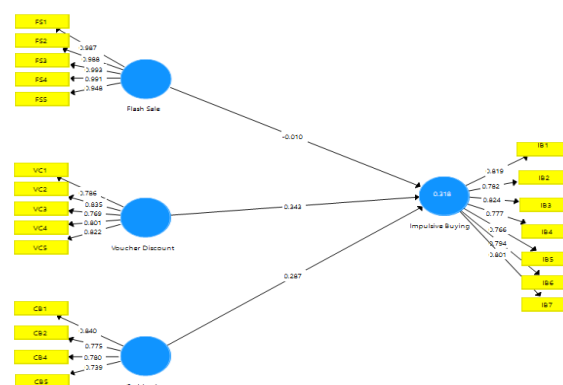 FS1
FS2
FS3
FS4
FS5
0.987
0.988
0.993
0.991
0.948
Flash Sale
-0.010
VC1
VC2
VC3
VC4
VC5
0.786
0.835
0.769
0.801
0.822
Voucher Discount
0.343
CB1
CB2
CB4
CB5
0.840
0.775
0.780
0.739
0.287
0.318
Impulsive Buying
0.819
0.782
0.824
0.777
0.766
0.794
0.801
IB1
IB2
IB3
IB4
IB5
IB6
IB7